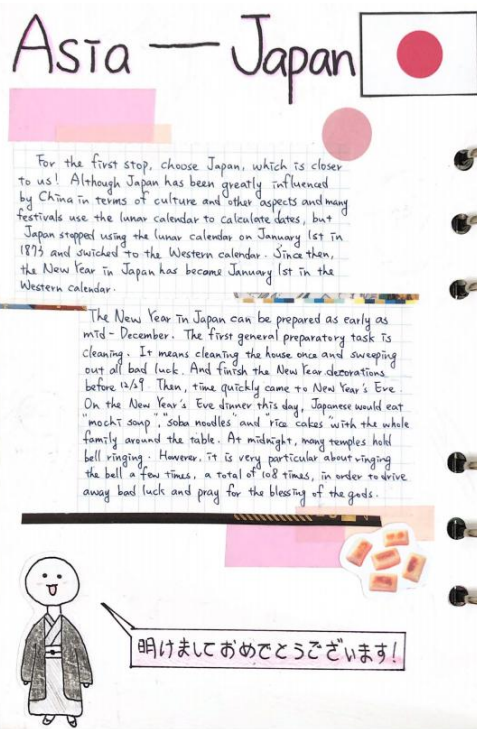 Asia — Japan
For the first stop, choose Japan, which is closer
to us! Although Japan has been greatly influenced
by China in terms of culture and other aspects and many
festivals use the lunar calendar to calculate dates, but
Japan stopped using the lunar calendar on January 1st in
1873 and swiched to the Western calendar. Since then,
the New Year in Japan has become January 1st in the
Western calendar.
The New Year in Japan can be prepared as early as
mid-December. The first general preparatory task is
cleaning. It means cleaning the house once and sweeping
out all bad luck. And finish the New Year decorations
before 12/29. Then, time quickly came to New Year's Eve.
On the New Year's Eve dinner this day, Japanese would eat
"mochi soup", "soba noodles" and "rice cakes" with the whole
family around the table. At midnight, many temples hold
bell ringing. However, it is very particular about ringing
the bell a few times, a total of 108 times, in order to drive
away bad luck and pray for the blessing of the gods.
明けましておめでとうございます!